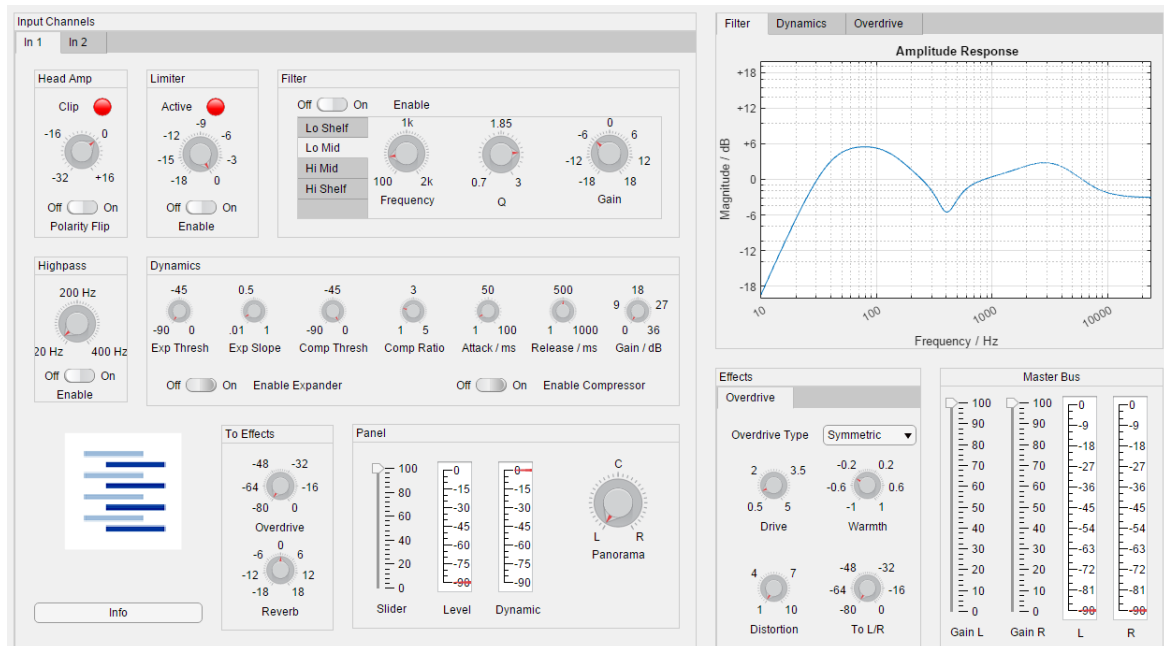 Input Channels
In 1 In 2
Head Amp
Clip
-16 0
-32 +16
Off On
Polarity Flip
Limiter
Active
-9
-12 -6
-15 -3
-18 0
Off On
Enable
Filter
Off On Enable
Lo Shelf
Lo Mid
Hi Mid
Hi Shelf
1k
100 2k
Frequency
1.85
0.7 3
Q
0
-6 6
-12 12
-18 18
Gain
Highpass
200 Hz
20 Hz 400 Hz
Off On
Enable
Dynamics
-45 0.5 -45 3 50 500 18
9 27
-90 0 .01 1 -90 0 1 5 1 100 1 1000 0 36
Exp Thresh Exp Slope Comp Thresh Comp Ratio Attack / ms Release / ms Gain / dB
Off On Enable Expander Off On Enable Compressor
Info
To Effects
-48 -32
-64 -16
-80 0
Overdrive
0
-6 6
-12 12
-18 18
Reverb
Panel
100
80
60
40
20
0
Slider
0
-15
-30
-45
-60
-75
-90
Level
0
-15
-30
-45
-60
-75
-90
Dynamic
C
L R
Panorama
Filter Dynamics Overdrive
Amplitude Response
Magnitude / dB
+18
+12
+6
0
-6
-12
-18
10 100 1000 10000
Frequency / Hz
Effects
Overdrive
Overdrive Type Symmetric
2 3.5
0.5 5
Drive
-0.2 0.2
-0.6 0.6
-1 1
Warmth
4 7
1 10
Distortion
-48 -32
-64 -16
-80 0
To L/R
Master Bus
100 100 0 0
90 90 -9 -9
80 80 -18 -18
70 70 -27 -27
60 60 -36 -36
50 50 -45 -45
40 40 -54 -54
30 30 -63 -63
20 20 -72 -72
10 10 -81 -81
0 0 -90 -90
Gain L Gain R L R